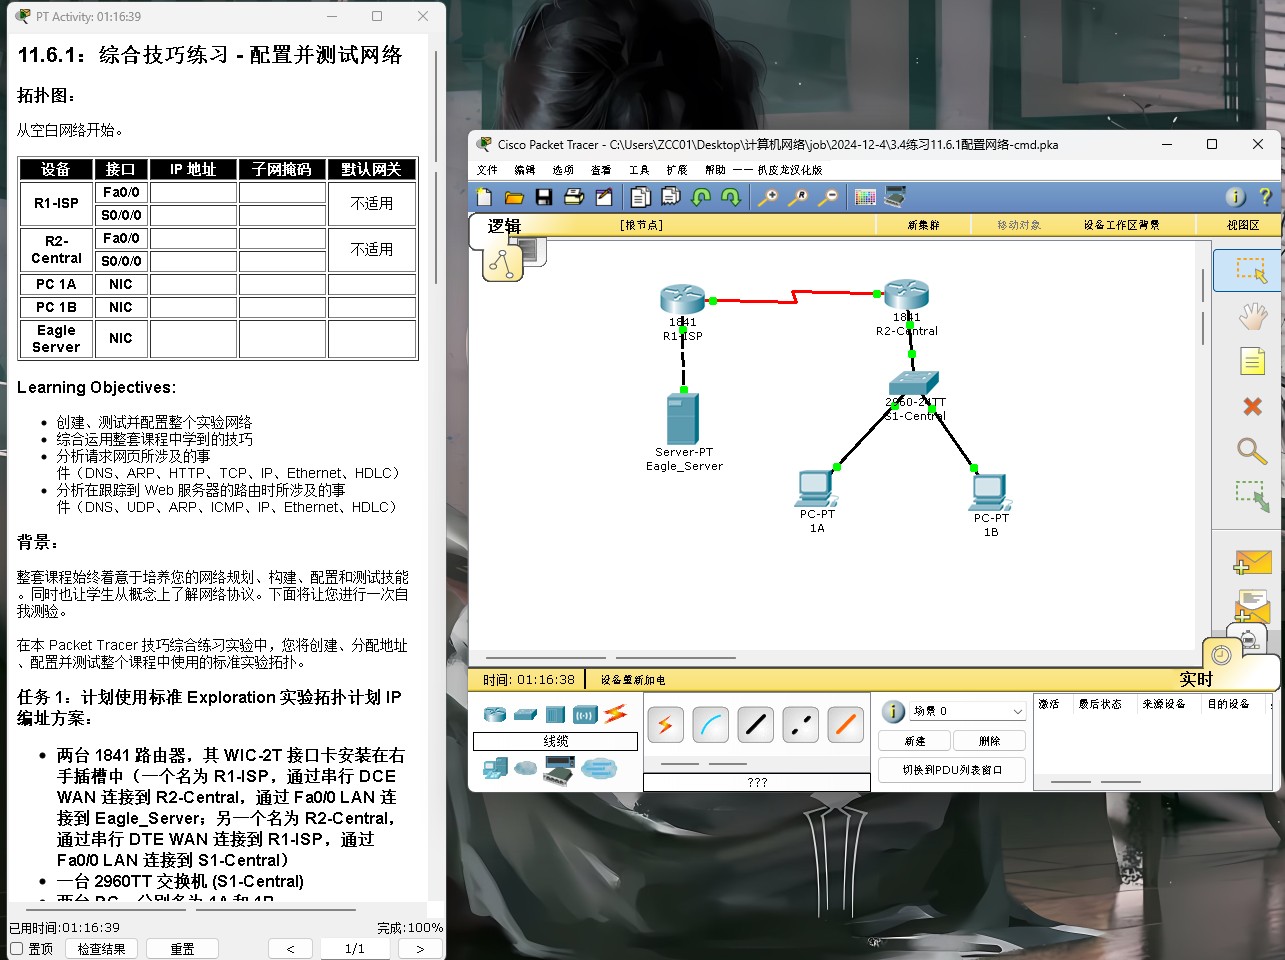 PT Activity: 01:16:39
11.6.1：综合技巧练习 - 配置并测试网络
拓扑图：
从空白网络开始。
设备 接口 IP 地址 子网掩码 默认网关
R1-ISP Fa0/0 不适用
S0/0/0
R2-Central Fa0/0 不适用
S0/0/0
PC 1A NIC
PC 1B NIC
Eagle Server NIC
Learning Objectives:
创建、测试并配置整个实验网络
综合运用整套课程中学到的技巧
分析请求网页所涉及的事
件（DNS、ARP、HTTP、TCP、IP、Ethernet、HDLC）
分析在跟踪到 Web 服务器的路由时所涉及的事
件（DNS、UDP、ARP、ICMP、IP、Ethernet、HDLC）
背景：
整套课程始终着意于培养您的网络规划、构建、配置和测试技能
。同时也让学生从概念上了解网络协议。下面将让您进行一次自
我测验。
在本 Packet Tracer 技巧综合练习实验中，您将创建、分配地址
、配置并测试整个课程中使用的标准实验拓扑。
任务 1：计划使用标准 Exploration 实验拓扑计划 IP
编址方案：
两台 1841 路由器，其 WIC-2T 接口卡安装在右
手插槽中（一个名为 R1-ISP，通过串行 DCE
WAN 连接到 R2-Central，通过 Fa0/0 LAN 连
接到 Eagle_Server；另一个名为 R2-Central，
通过串行 DTE WAN 连接到 R1-ISP，通过
Fa0/0 LAN 连接到 S1-Central）
一台 2960TT 交换机 (S1-Central)
两台 PC，分别名为 1A 和 1B
已用时间:01:16:39 完成:100%
置顶 检查结果 重置 < 1/1 >
Cisco Packet Tracer - C:\Users\ZCC01\Desktop\计算机网络\job\2024-12-4\3.4练习11.6.1配置网络-cmd.pka
文件 编辑 选项 查看 工具 扩展 帮助 —— 扒皮龙汉化版
逻辑 [根节点] 新集群 移动对象 设备工作区背景 视图区
1841
R1-ISP
1841
R2-Central
2960-24TT
S1-Central
Server-PT
Eagle_Server
PC-PT
1A
PC-PT
1B
时间: 01:16:38 设备重新加电 实时
线缆
???
场景 0
新建 删除
切换到PDU列表窗口
激活 最后状态 来源设备 目的设备